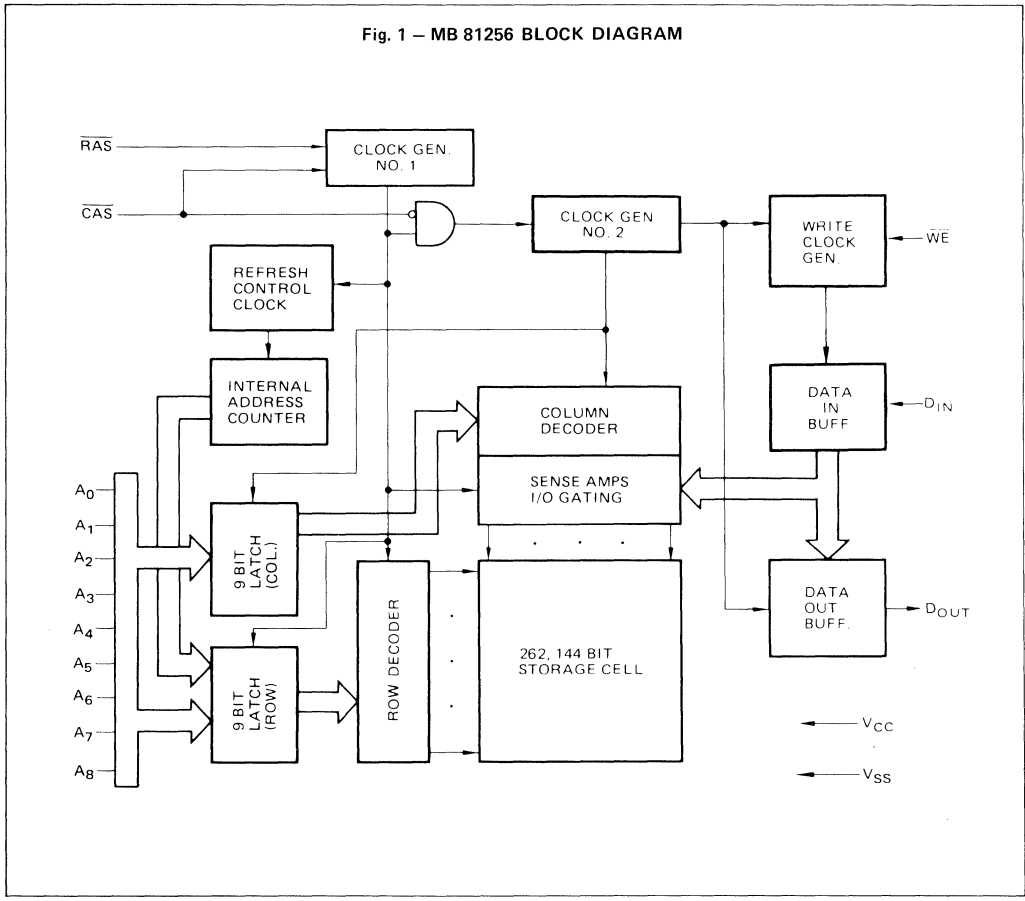 Fig. 1 – MB 81256 BLOCK DIAGRAM
R̅A̅S̅
CLOCK GEN.
NO. 1
C̅A̅S̅
CLOCK GEN
NO. 2
WRITE
CLOCK
GEN.
W̅E̅
REFRESH
CONTROL
CLOCK
INTERNAL
ADDRESS
COUNTER
COLUMN
DECODER
DATA
IN
BUFF
DIN
SENSE AMPS
I/O GATING
A0
A1
A2
A3
A4
A5
A6
A7
A8
9 BIT
LATCH
(COL.)
9 BIT
LATCH
(ROW)
ROW DECODER
262, 144 BIT
STORAGE CELL
DATA
OUT
BUFF.
DOUT
VCC
VSS